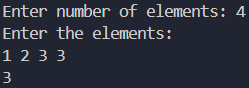 Enter number of elements: 4
Enter the elements:
1 2 3 3
3